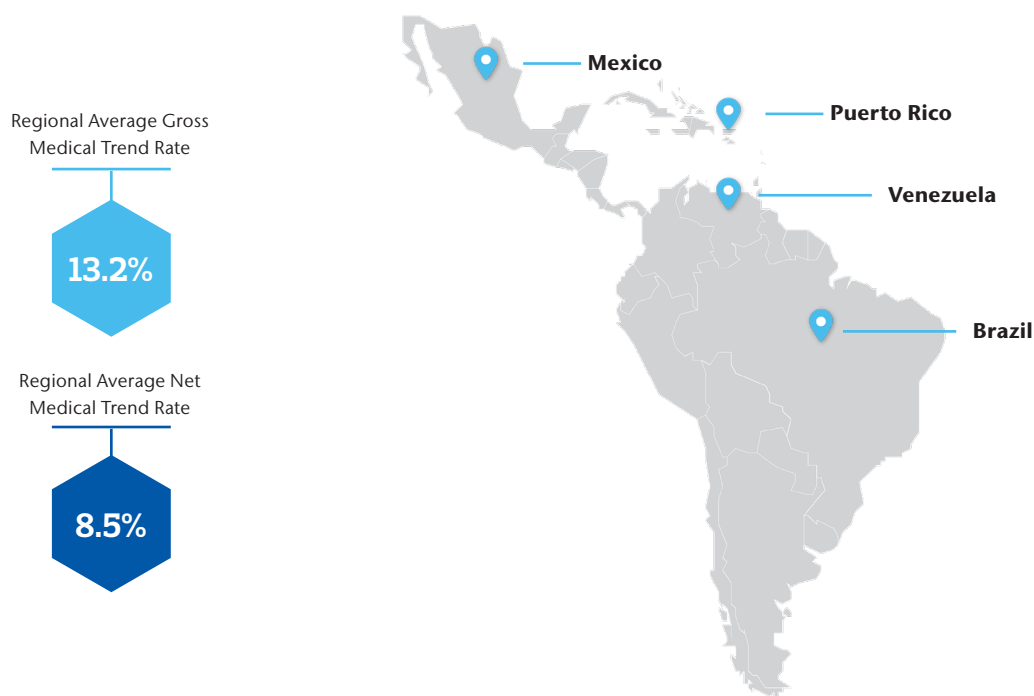 Mexico
Puerto Rico
Regional Average Gross
Medical Trend Rate
Venezuela
13.2%
Brazil
Regional Average Net
Medical Trend Rate
8.5%